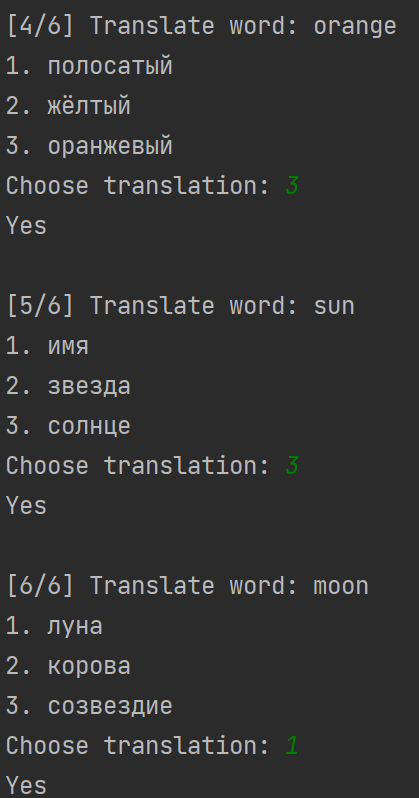 [4/6] Translate word: orange
1. полосатый
2. жёлтый
3. оранжевый
Choose translation: 3
Yes
[5/6] Translate word: sun
1. имя
2. звезда
3. солнце
Choose translation: 3
Yes
[6/6] Translate word: moon
1. луна
2. корова
3. созвездие
Choose translation: 1
Yes